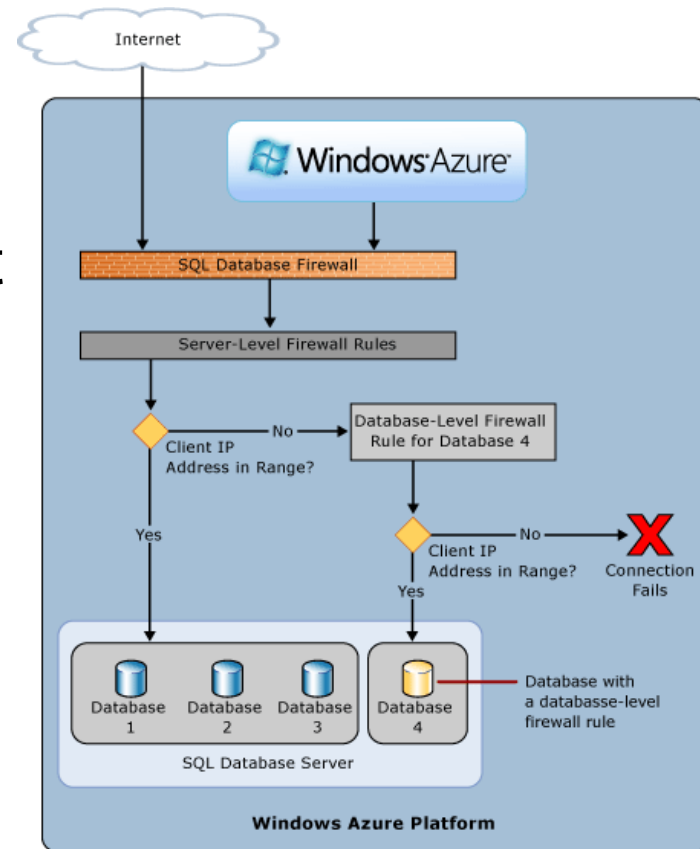 Internet
Windows Azure
SQL Database Firewall
Server-Level Firewall Rules
Client IP
Address in Range?
No
Database-Level Firewall
Rule for Database 4
Yes
Client IP
Address in Range?
No
Connection
Fails
Yes
Database
1
Database
2
Database
3
Database
4
Database with
a databasse-level
firewall rule
SQL Database Server
Windows Azure Platform